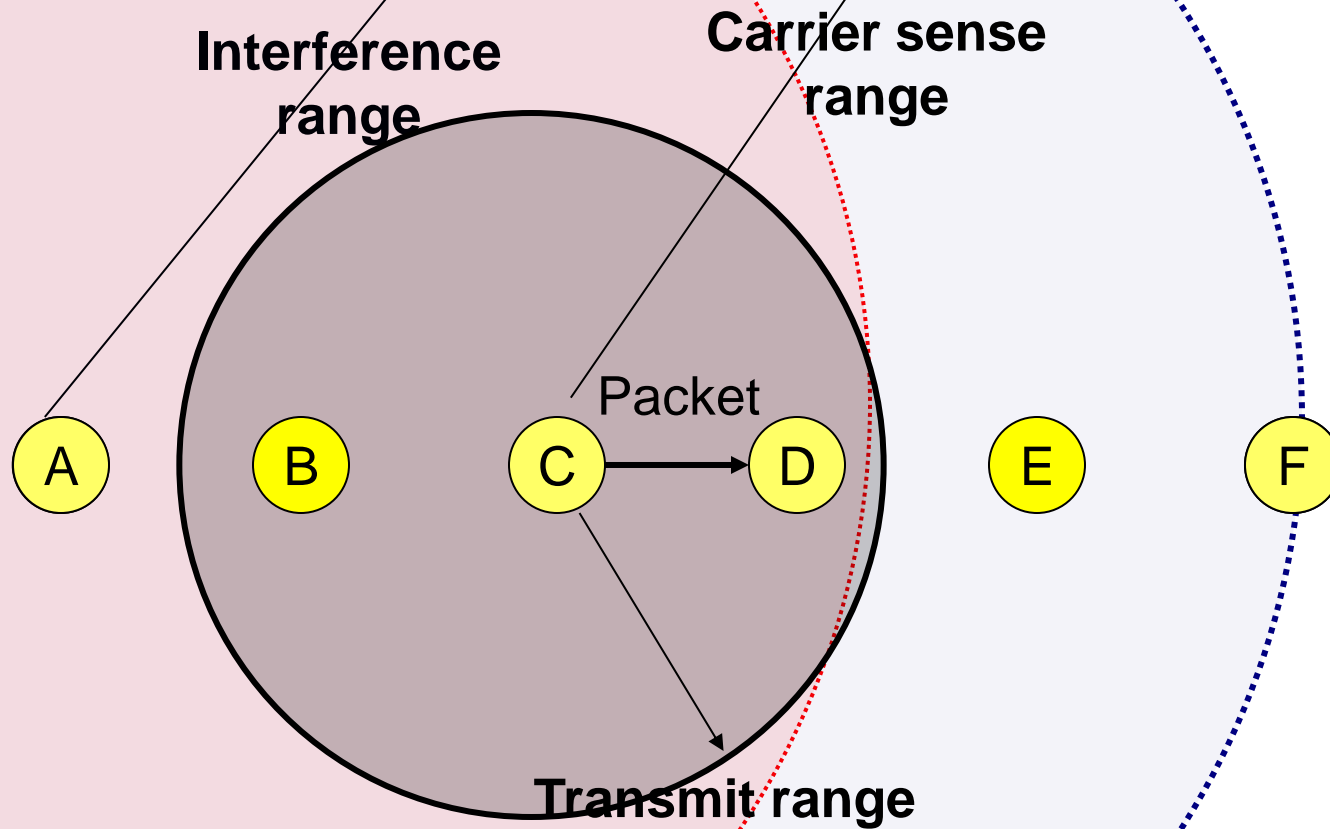 Interference
range
Carrier sense
range
Packet
A B C D E F
Transmit range